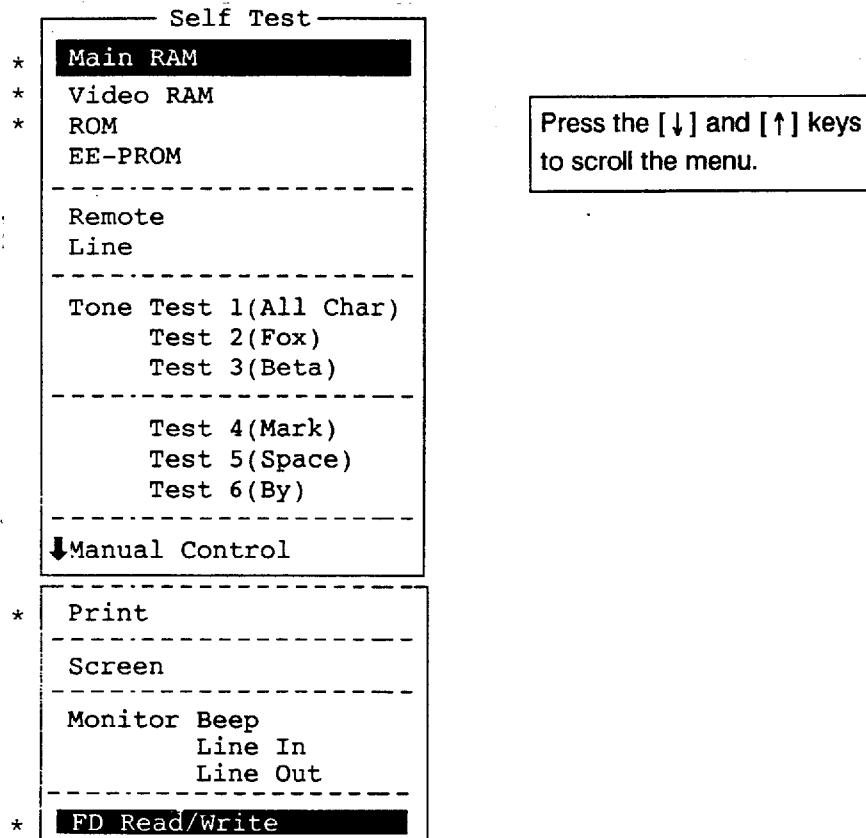 Self Test
* Main RAM
* Video RAM
* ROM
EE-PROM
Remote
Line
Tone Test 1(All Char)
Test 2(Fox)
Test 3(Beta)
Test 4(Mark)
Test 5(Space)
Test 6(By)
⬇Manual Control
* Print
Screen
Monitor Beep
Line In
Line Out
* FD Read/Write
Press the [↓] and [↑] keys
to scroll the menu.